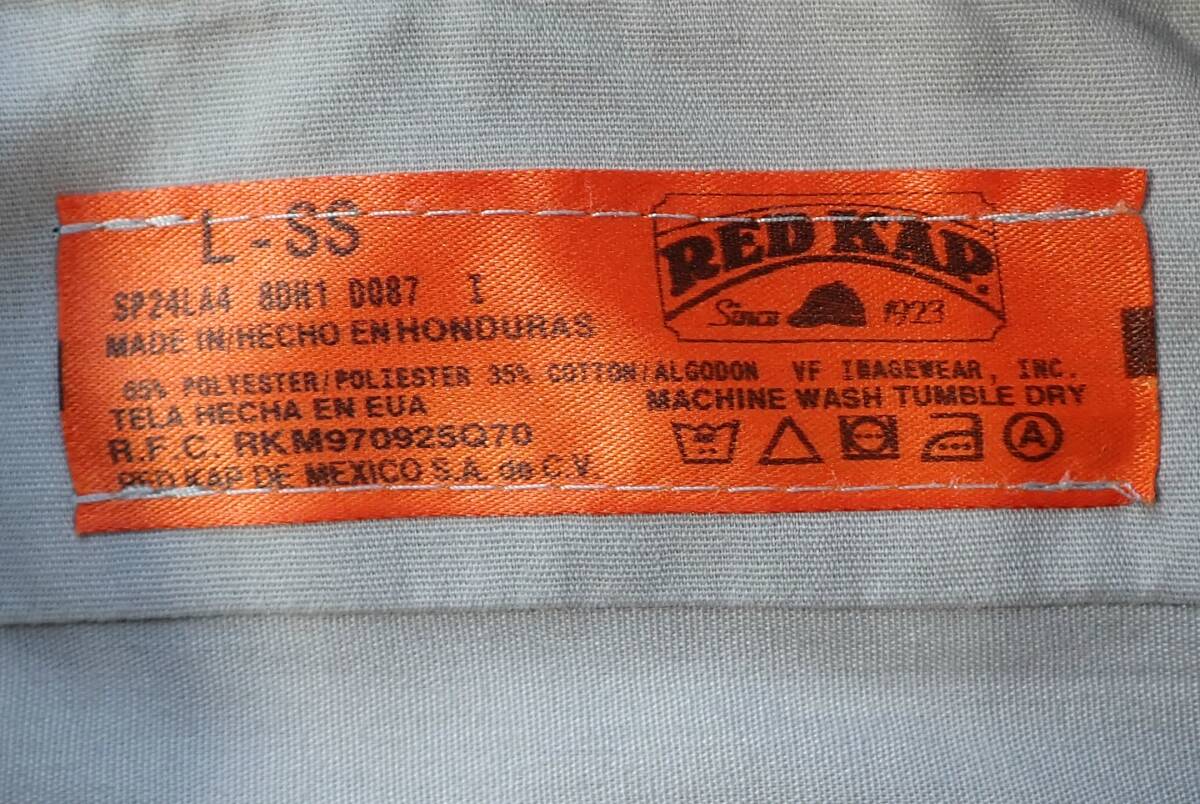 L - SS
SP24LA4 8DH1 D087 I
MADE IN/HECHO EN HONDURAS
65% POLYESTER/POLIESTER 35% COTTON/ALGODON VF IMAGEWEAR, INC.
TELA HECHA EN EUA
R.F.C. RKM970925Q70
RED KAP DE MEXICO S.A. de C.V.
RED KAP
Since 1923
MACHINE WASH TUMBLE DRY
A